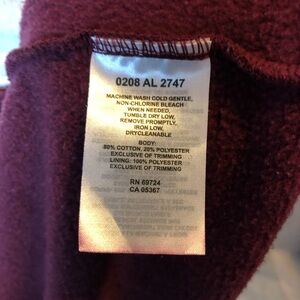 0208 AL 2747
MACHINE WASH COLD GENTLE,
NON-CHLORINE BLEACH
WHEN NEEDED,
TUMBLE DRY LOW,
REMOVE PROMPTLY,
IRON LOW,
DRYCLEANABLE
BODY:
80% COTTON, 20% POLYESTER
EXCLUSIVE OF TRIMMING
LINING: 100% POLYESTER
EXCLUSIVE OF TRIMMING
RN 69724
CA 05367